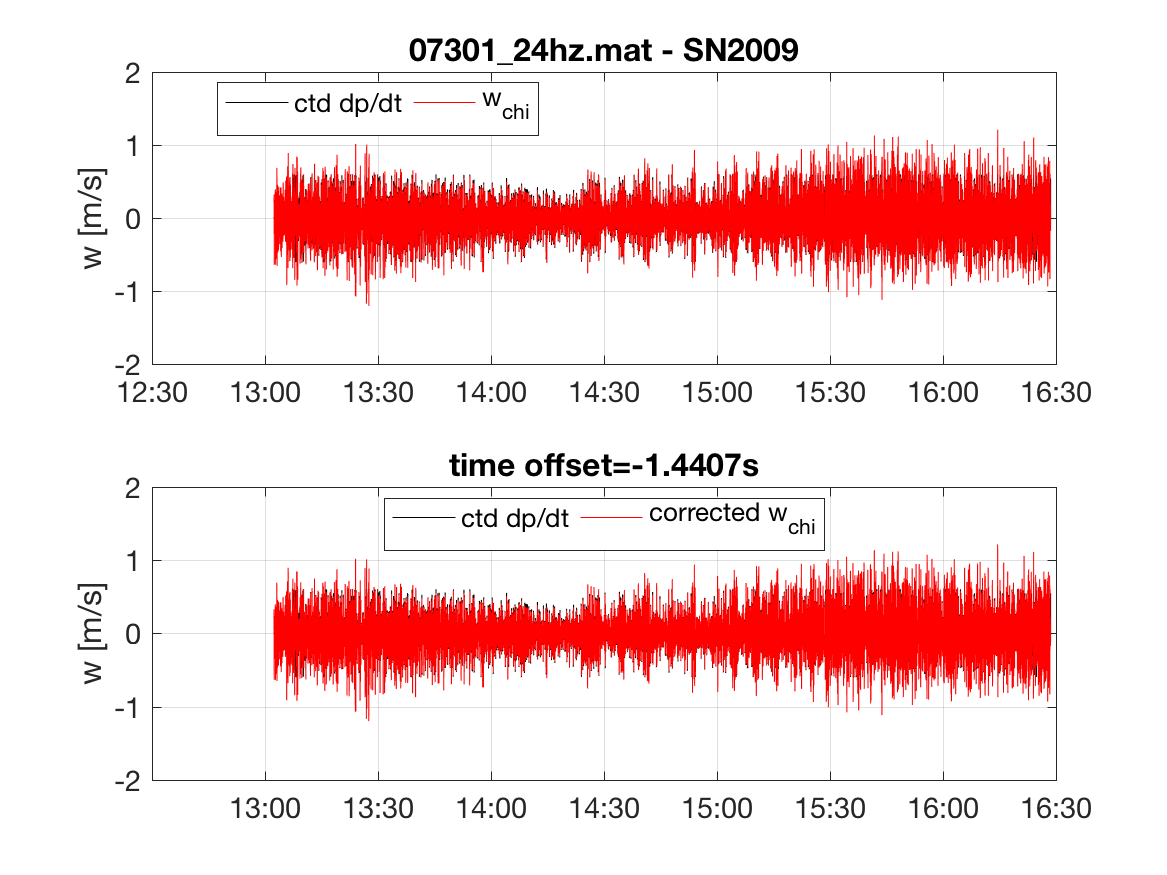 07301_24hz.mat - SN2009
2
ctd dp/dt w_chi
1
w [m/s]
0
-1
-2
12:30 13:00 13:30 14:00 14:30 15:00 15:30 16:00 16:30
time offset=-1.4407s
2
ctd dp/dt corrected w_chi
1
w [m/s]
0
-1
-2
13:00 13:30 14:00 14:30 15:00 15:30 16:00 16:30